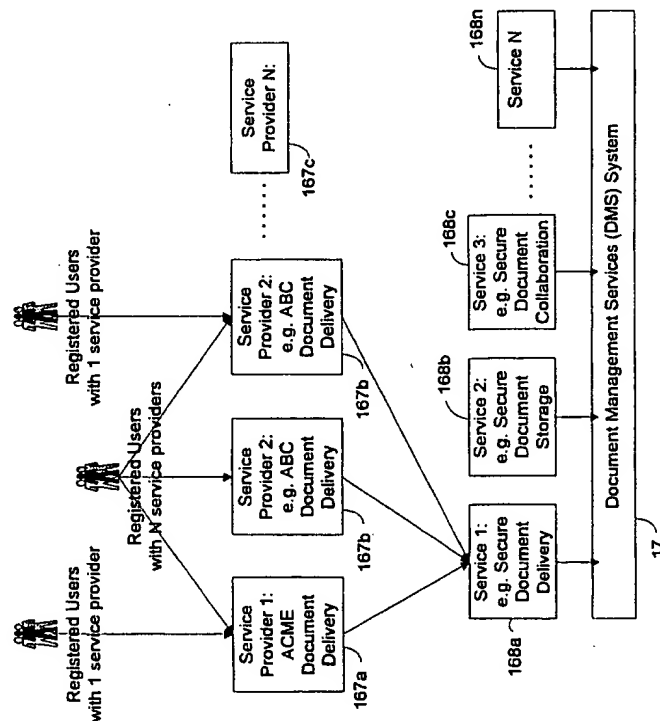 Registered Users
with 1 service provider
Registered Users
with N service providers
Registered Users
with 1 service provider
Service
Provider 1:
ACME
Document
Delivery
167a
Service
Provider 2:
e.g. ABC
Document
Delivery
167b
Service
Provider 2:
e.g. ABC
Document
Delivery
167b
Service
Provider N:
167c
Service 1:
e.g. Secure
Document
Delivery
168a
Service 2:
e.g. Secure
Document
Storage
168b
Service 3:
e.g. Secure
Document
Collaboration
168c
Service N
168n
Document Management Services (DMS) System
17